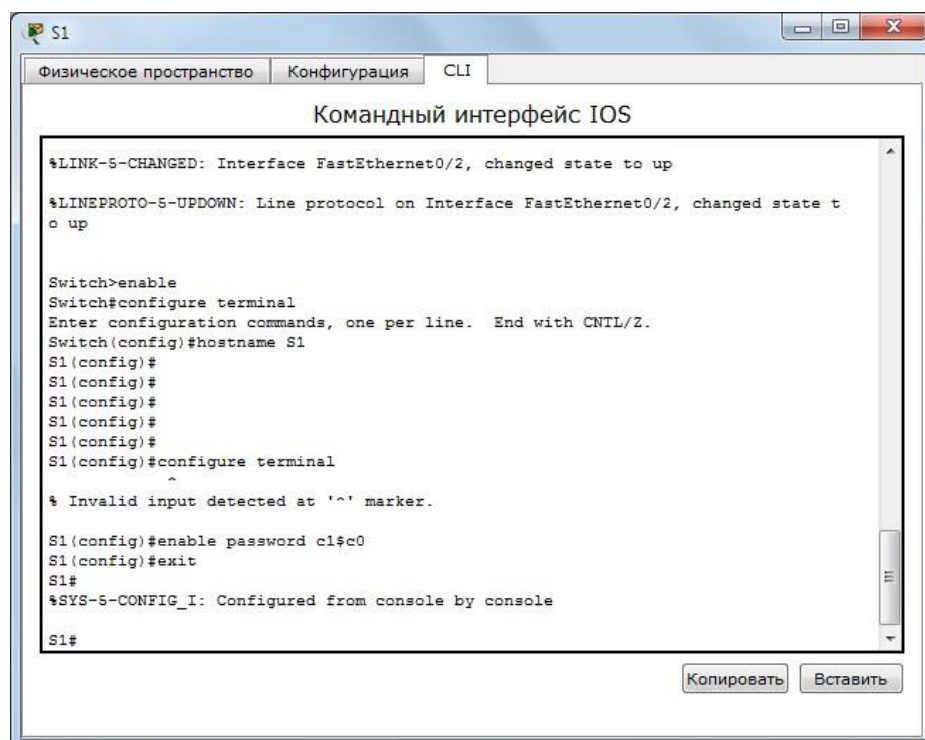 S1
Физическое пространство Конфигурация CLI
Командный интерфейс IOS
%LINK-5-CHANGED: Interface FastEthernet0/2, changed state to up
%LINEPROTO-5-UPDOWN: Line protocol on Interface FastEthernet0/2, changed state t
o up
Switch>enable
Switch#configure terminal
Enter configuration commands, one per line.  End with CNTL/Z.
Switch(config)#hostname S1
S1(config)#
S1(config)#
S1(config)#
S1(config)#
S1(config)#
S1(config)#configure terminal
^
% Invalid input detected at '^' marker.
S1(config)#enable password c1$c0
S1(config)#exit
S1#
%SYS-5-CONFIG_I: Configured from console by console
S1#
Копировать Вставить